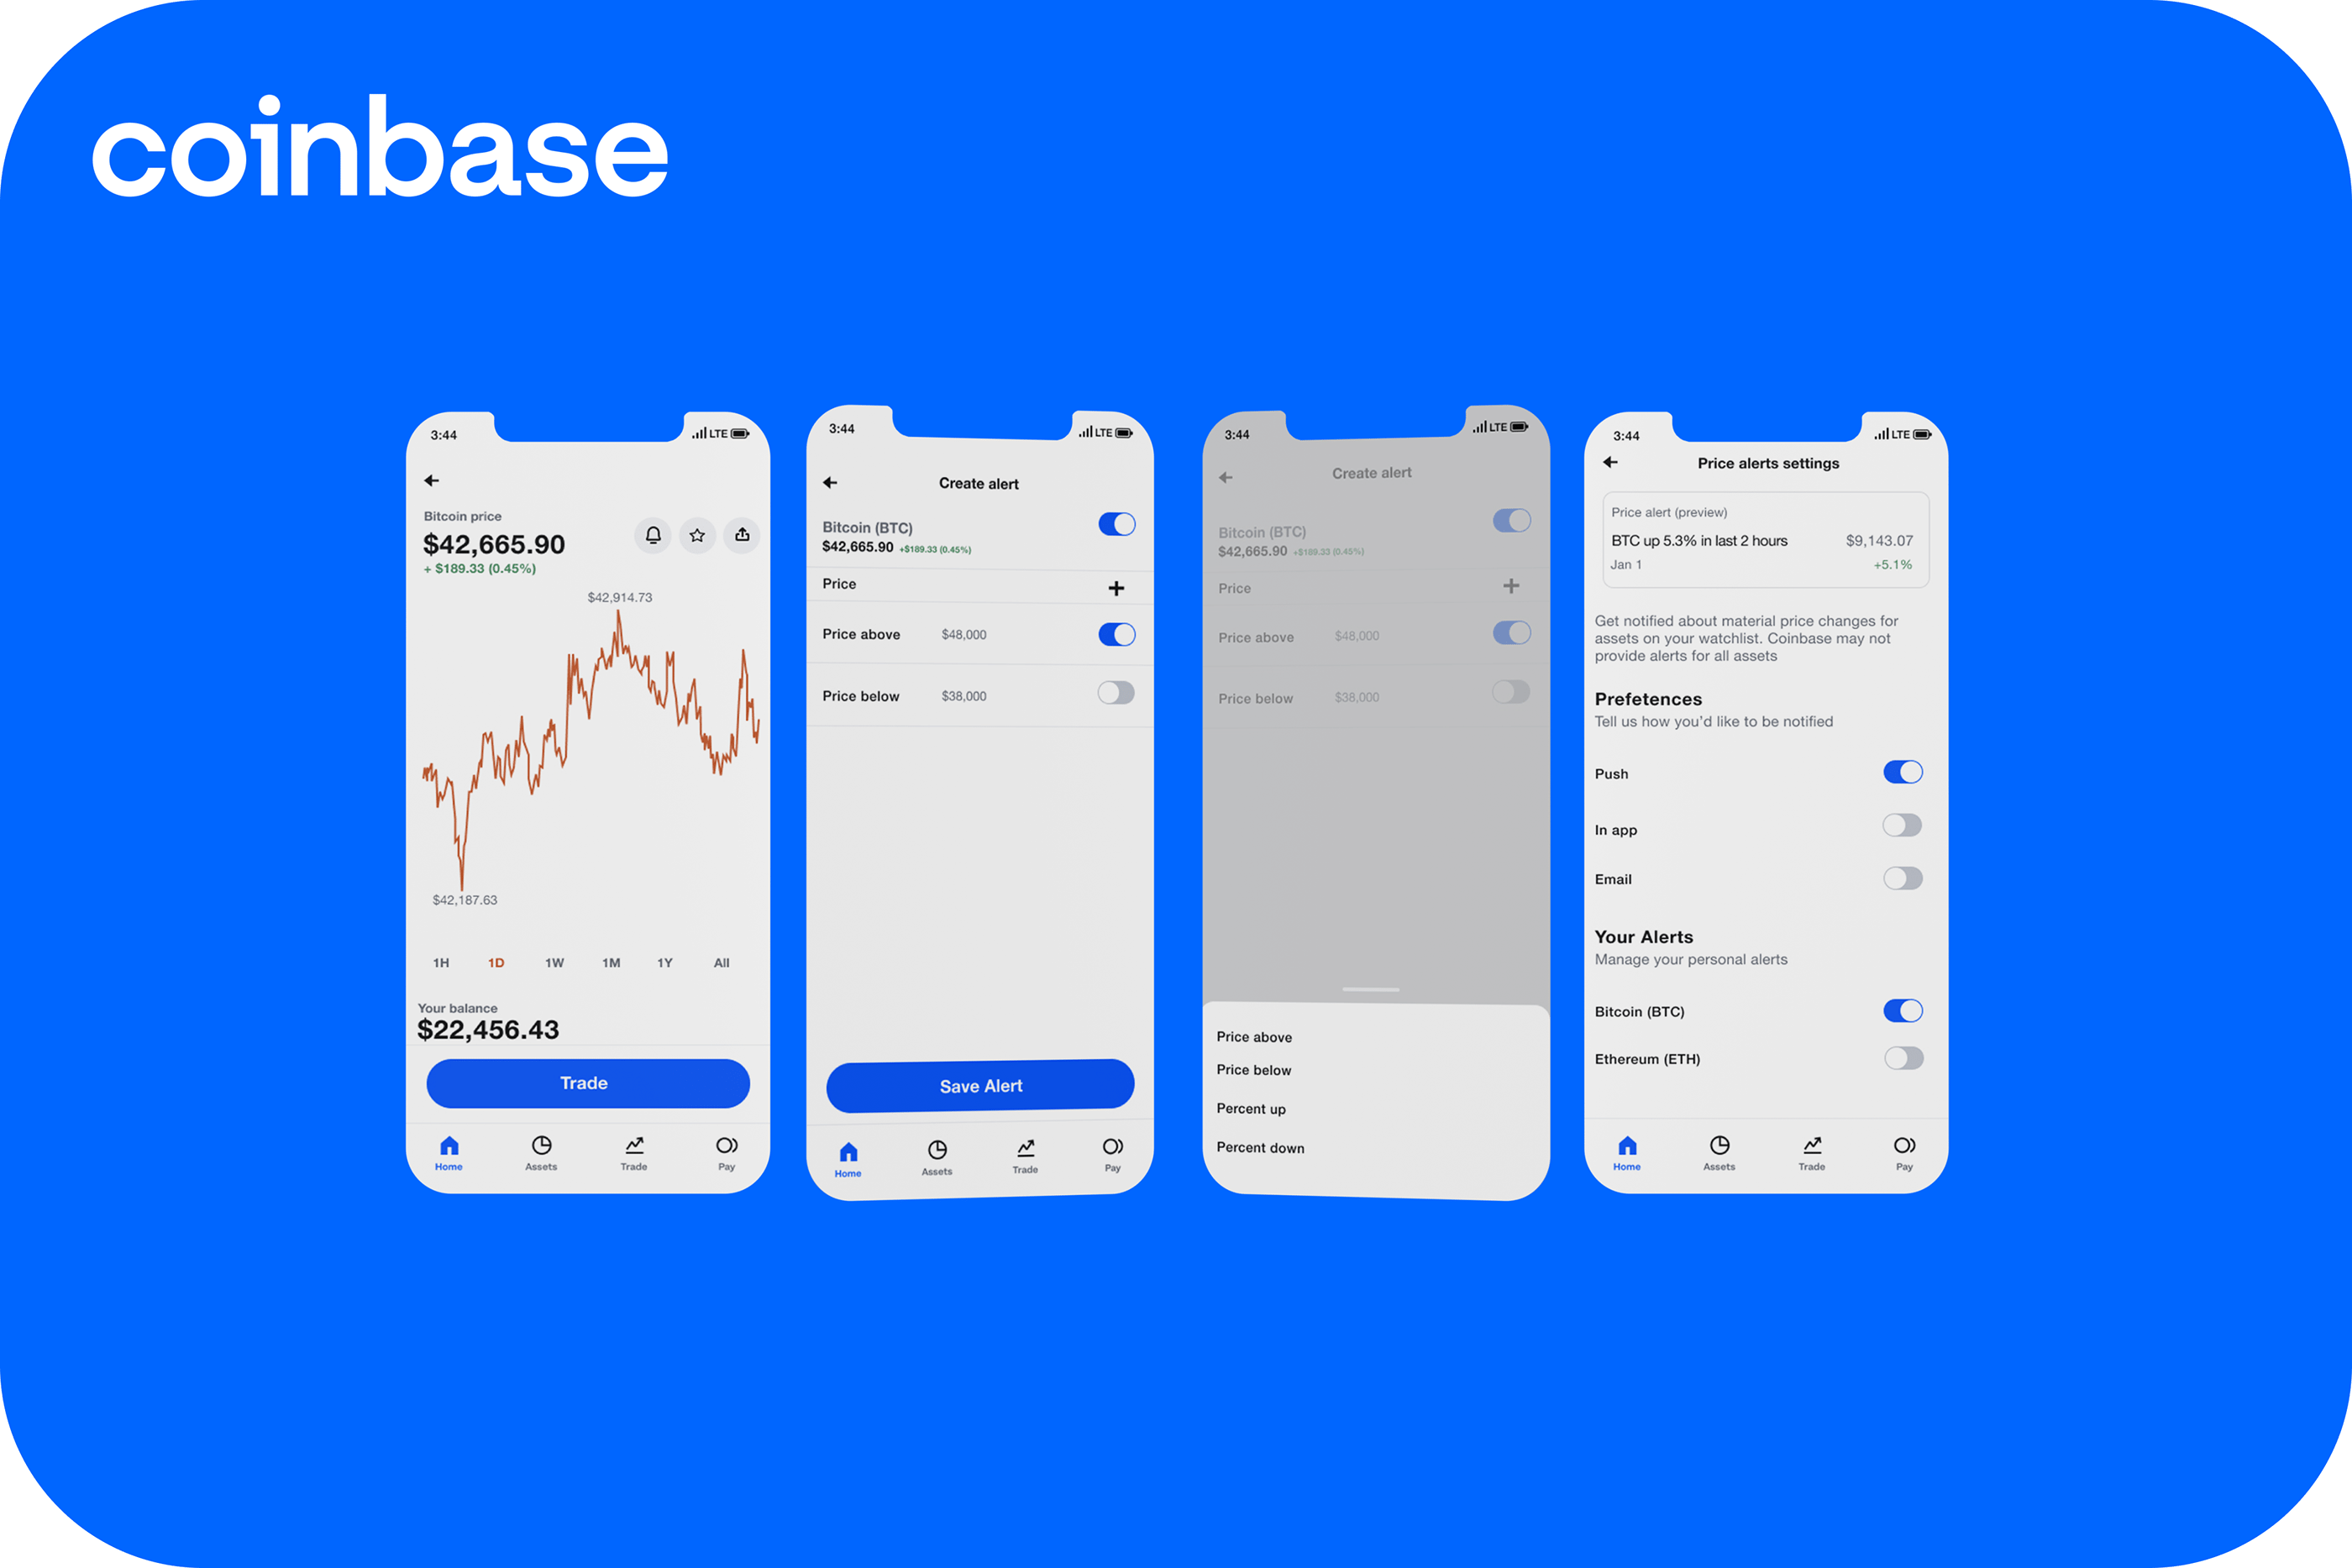 coinbase
3:44
LTE
Bitcoin price
$42,665.90
+ $189.33 (0.45%)
$42,914.73
$42,187.63
1H 1D 1W 1M 1Y All
Your balance
$22,456.43
Trade
Home Assets Trade Pay
3:44
LTE
Create alert
Bitcoin (BTC)
$42,665.90 +$189.33 (0.45%)
Price
Price above $48,000
Price below $38,000
Save Alert
Home Assets Trade Pay
3:44
LTE
Create alert
Bitcoin (BTC)
$42,665.90 +$189.33 (0.45%)
Price
Price above $48,000
Price below $38,000
Price above
Price below
Percent up
Percent down
3:44
LTE
Price alerts settings
Price alert (preview)
BTC up 5.3% in last 2 hours $9,143.07
Jan 1 +5.1%
Get notified about material price changes for
assets on your watchlist. Coinbase may not
provide alerts for all assets
Prefetences
Tell us how you'd like to be notified
Push
In app
Email
Your Alerts
Manage your personal alerts
Bitcoin (BTC)
Ethereum (ETH)
Home Assets Trade Pay